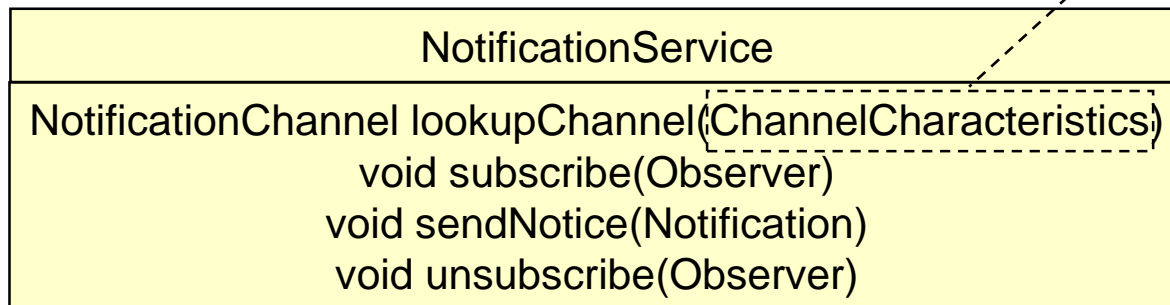 NotificationService
NotificationChannel lookupChannel(ChannelCharacteristics)
void subscribe(Observer)
void sendNotice(Notification)
void unsubscribe(Observer)